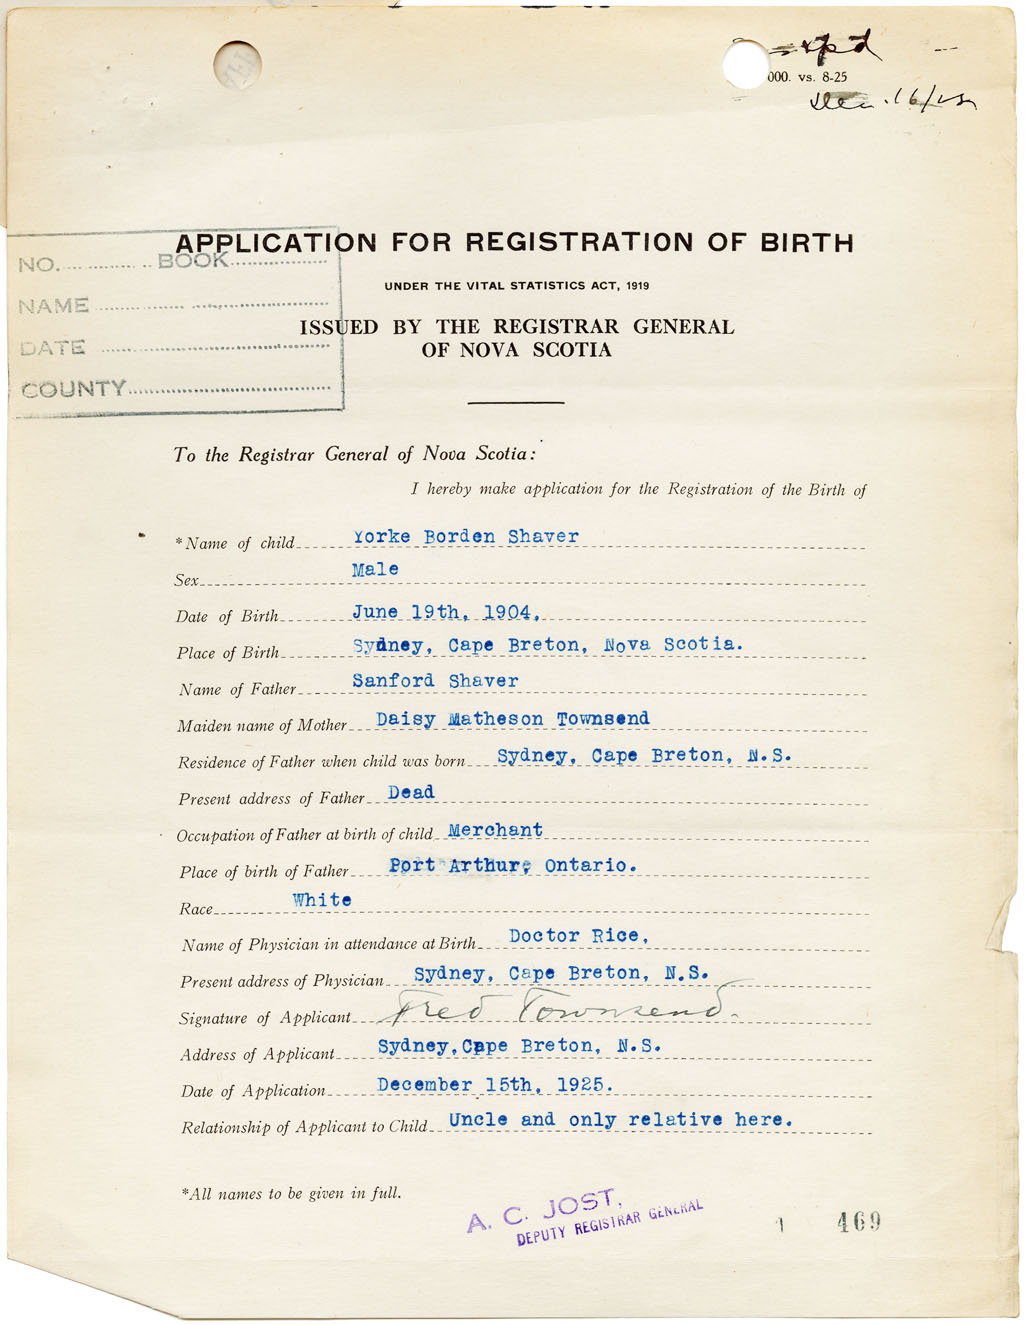 000. vs. 8-25
Dec. 16/25
APPLICATION FOR REGISTRATION OF BIRTH
NO. BOOK
UNDER THE VITAL STATISTICS ACT, 1919
NAME
ISSUED BY THE REGISTRAR GENERAL
OF NOVA SCOTIA
DATE
COUNTY
To the Registrar General of Nova Scotia:
I hereby make application for the Registration of the Birth of
*Name of child Yorke Borden Shaver
Sex Male
Date of Birth June 19th, 1904,
Place of Birth Sydney, Cape Breton, Nova Scotia.
Name of Father Sanford Shaver
Maiden name of Mother Daisy Matheson Townsend
Residence of Father when child was born Sydney, Cape Breton, N.S.
Present address of Father Dead
Occupation of Father at birth of child Merchant
Place of birth of Father Port Arthur, Ontario.
Race White
Name of Physician in attendance at Birth Doctor Rice,
Present address of Physician Sydney, Cape Breton, N.S.
Signature of Applicant Fred Townsend.
Address of Applicant Sydney, Cape Breton, N.S.
Date of Application December 15th, 1925.
Relationship of Applicant to Child Uncle and only relative here.
*All names to be given in full.
A. C. JOST,
DEPUTY REGISTRAR GENERAL
1 469